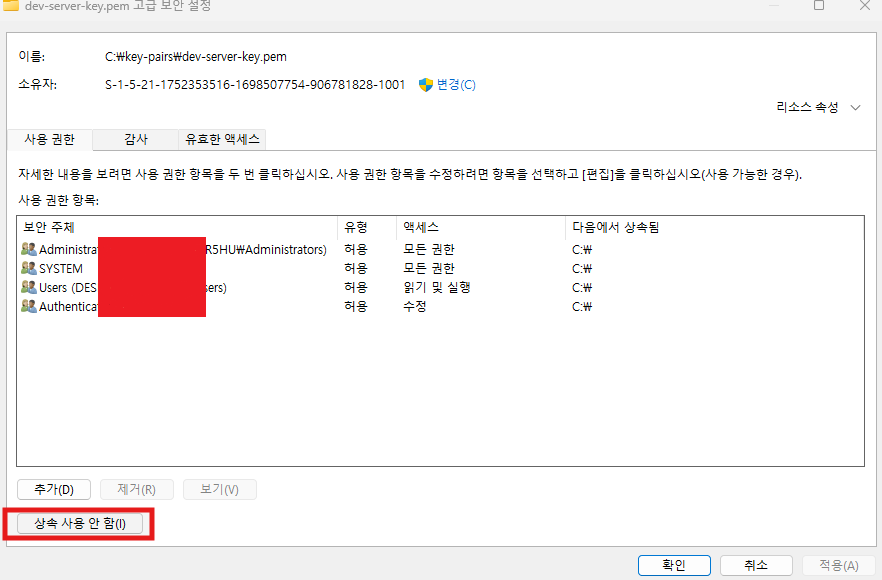 dev-server-key.pem 고급 보안 설정
이름: C:₩key-pairs₩dev-server-key.pem
소유자: S-1-5-21-1752353516-1698507754-906781828-1001 변경(C)
리소스 속성
사용 권한 감사 유효한 액세스
자세한 내용을 보려면 사용 권한 항목을 두 번 클릭하십시오. 사용 권한 항목을 수정하려면 항목을 선택하고 [편집]을 클릭하십시오(사용 가능한 경우).
사용 권한 항목:
보안 주체 유형 액세스 다음에서 상속됨
R5HU₩Administrators) 허용 모든 권한 C:₩
SYSTEM 허용 모든 권한 C:₩
Users (DES sers) 허용 읽기 및 실행 C:₩
허용 수정 C:₩
추가(D) 제거(R) 보기(V)
상속 사용 안 함(I)
확인 취소 적용(A)